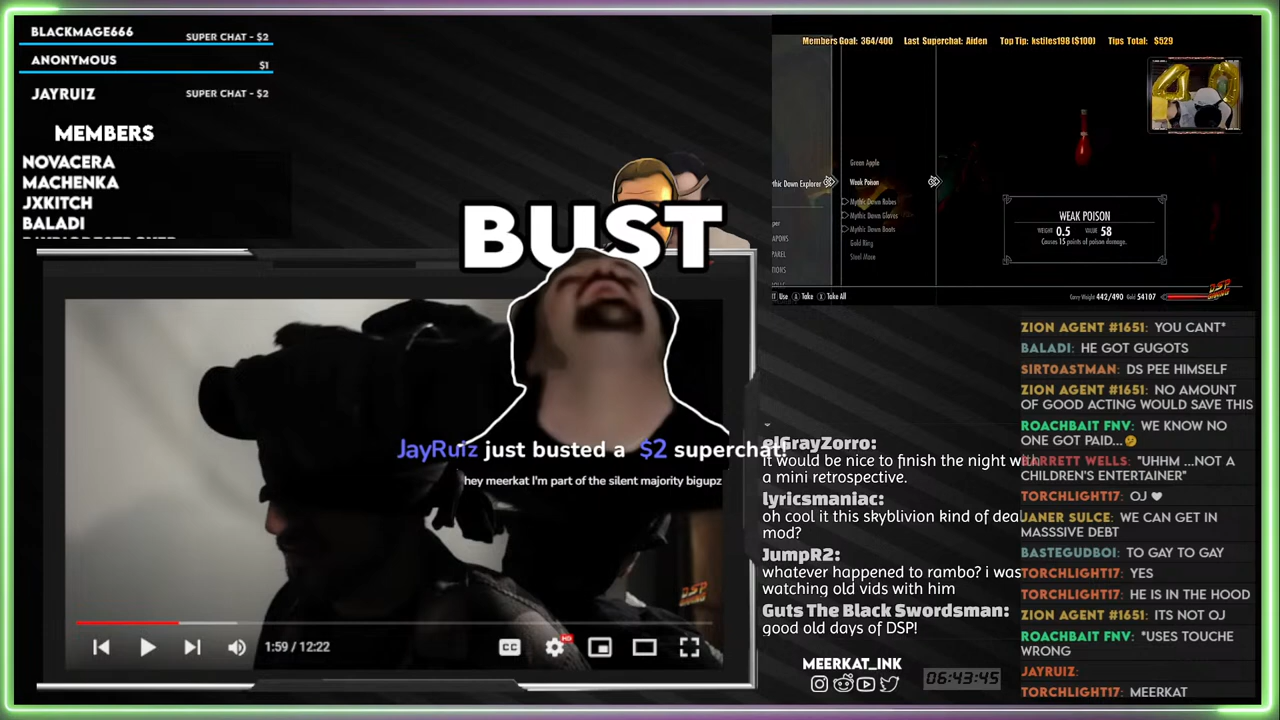 BLACKMAGE666
SUPER CHAT - $2
ANONYMOUS
$1
JAYRUIZ
SUPER CHAT - $2
MEMBERS
NOVACERA
MACHENKA
JXKITCH
BALADI
BUST
JayRuiz just busted a $2 superchat!
hey meerkat I'm part of the silent majority bigupz
1:59 / 12:22
CC
HD
Members Goal: 364/400 Last Superchat: Aiden Top Tip: kstiles198 ($100) Tips Total: $529
40
Green Apple
Weak Poison
Mythic Dawn Robes
Mythic Dawn Gloves
Mythic Dawn Boots
Gold Ring
Steel Mace
WEAK POISON
WEIGHT 0.5 VALUE 58
Causes 15 points of poison damage.
Use Take Take All
Carry Weight 442/490 Gold 54107
DSP
elGrayZorro:
it would be nice to finish the night with
a mini retrospective.
lyricsmaniac:
oh cool it this skyblivion kind of deal
mod?
JumpR2:
whatever happened to rambo? i was
watching old vids with him
Guts The Black Swordsman:
good old days of DSP!
MEERKAT_INK
06:43:45
ZION AGENT #1651: YOU CANT*
BALADI: HE GOT GUGOTS
SIRTOASTMAN: DS PEE HIMSELF
ZION AGENT #1651: NO AMOUNT
OF GOOD ACTING WOULD SAVE THIS
ROACHBAIT FNV: WE KNOW NO
ONE GOT PAID...
GARRETT WELLS: "UHHM ...NOT A
CHILDREN'S ENTERTAINER"
TORCHLIGHT17: OJ ♥
JANER SULCE: WE CAN GET IN
MASSSIVE DEBT
BASTEGUDBOI: TO GAY TO GAY
TORCHLIGHT17: YES
TORCHLIGHT17: HE IS IN THE HOOD
ZION AGENT #1651: ITS NOT OJ
ROACHBAIT FNV: *USES TOUCHE
WRONG
JAYRUIZ:
TORCHLIGHT17: MEERKAT